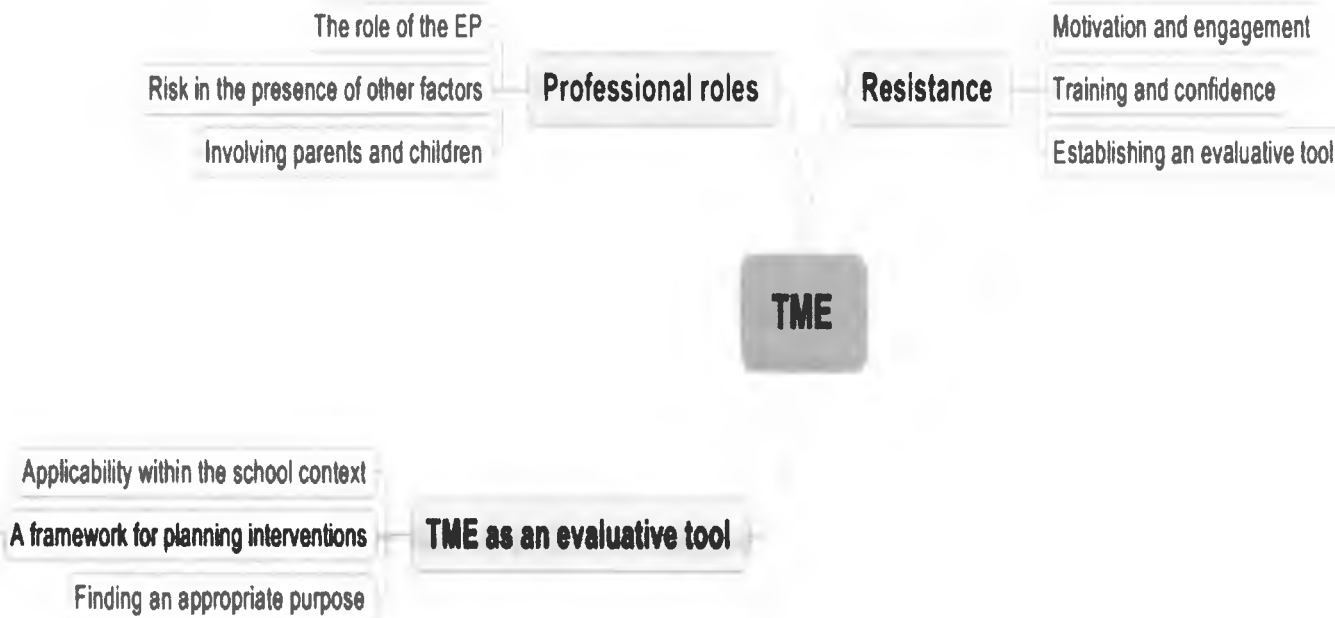 The role of the EP
Risk in the presence of other factors
Involving parents and children
Professional roles
Resistance
Motivation and engagement
Training and confidence
Establishing an evaluative tool
TME
Applicability within the school context
A framework for planning interventions
Finding an appropriate purpose
TME as an evaluative tool